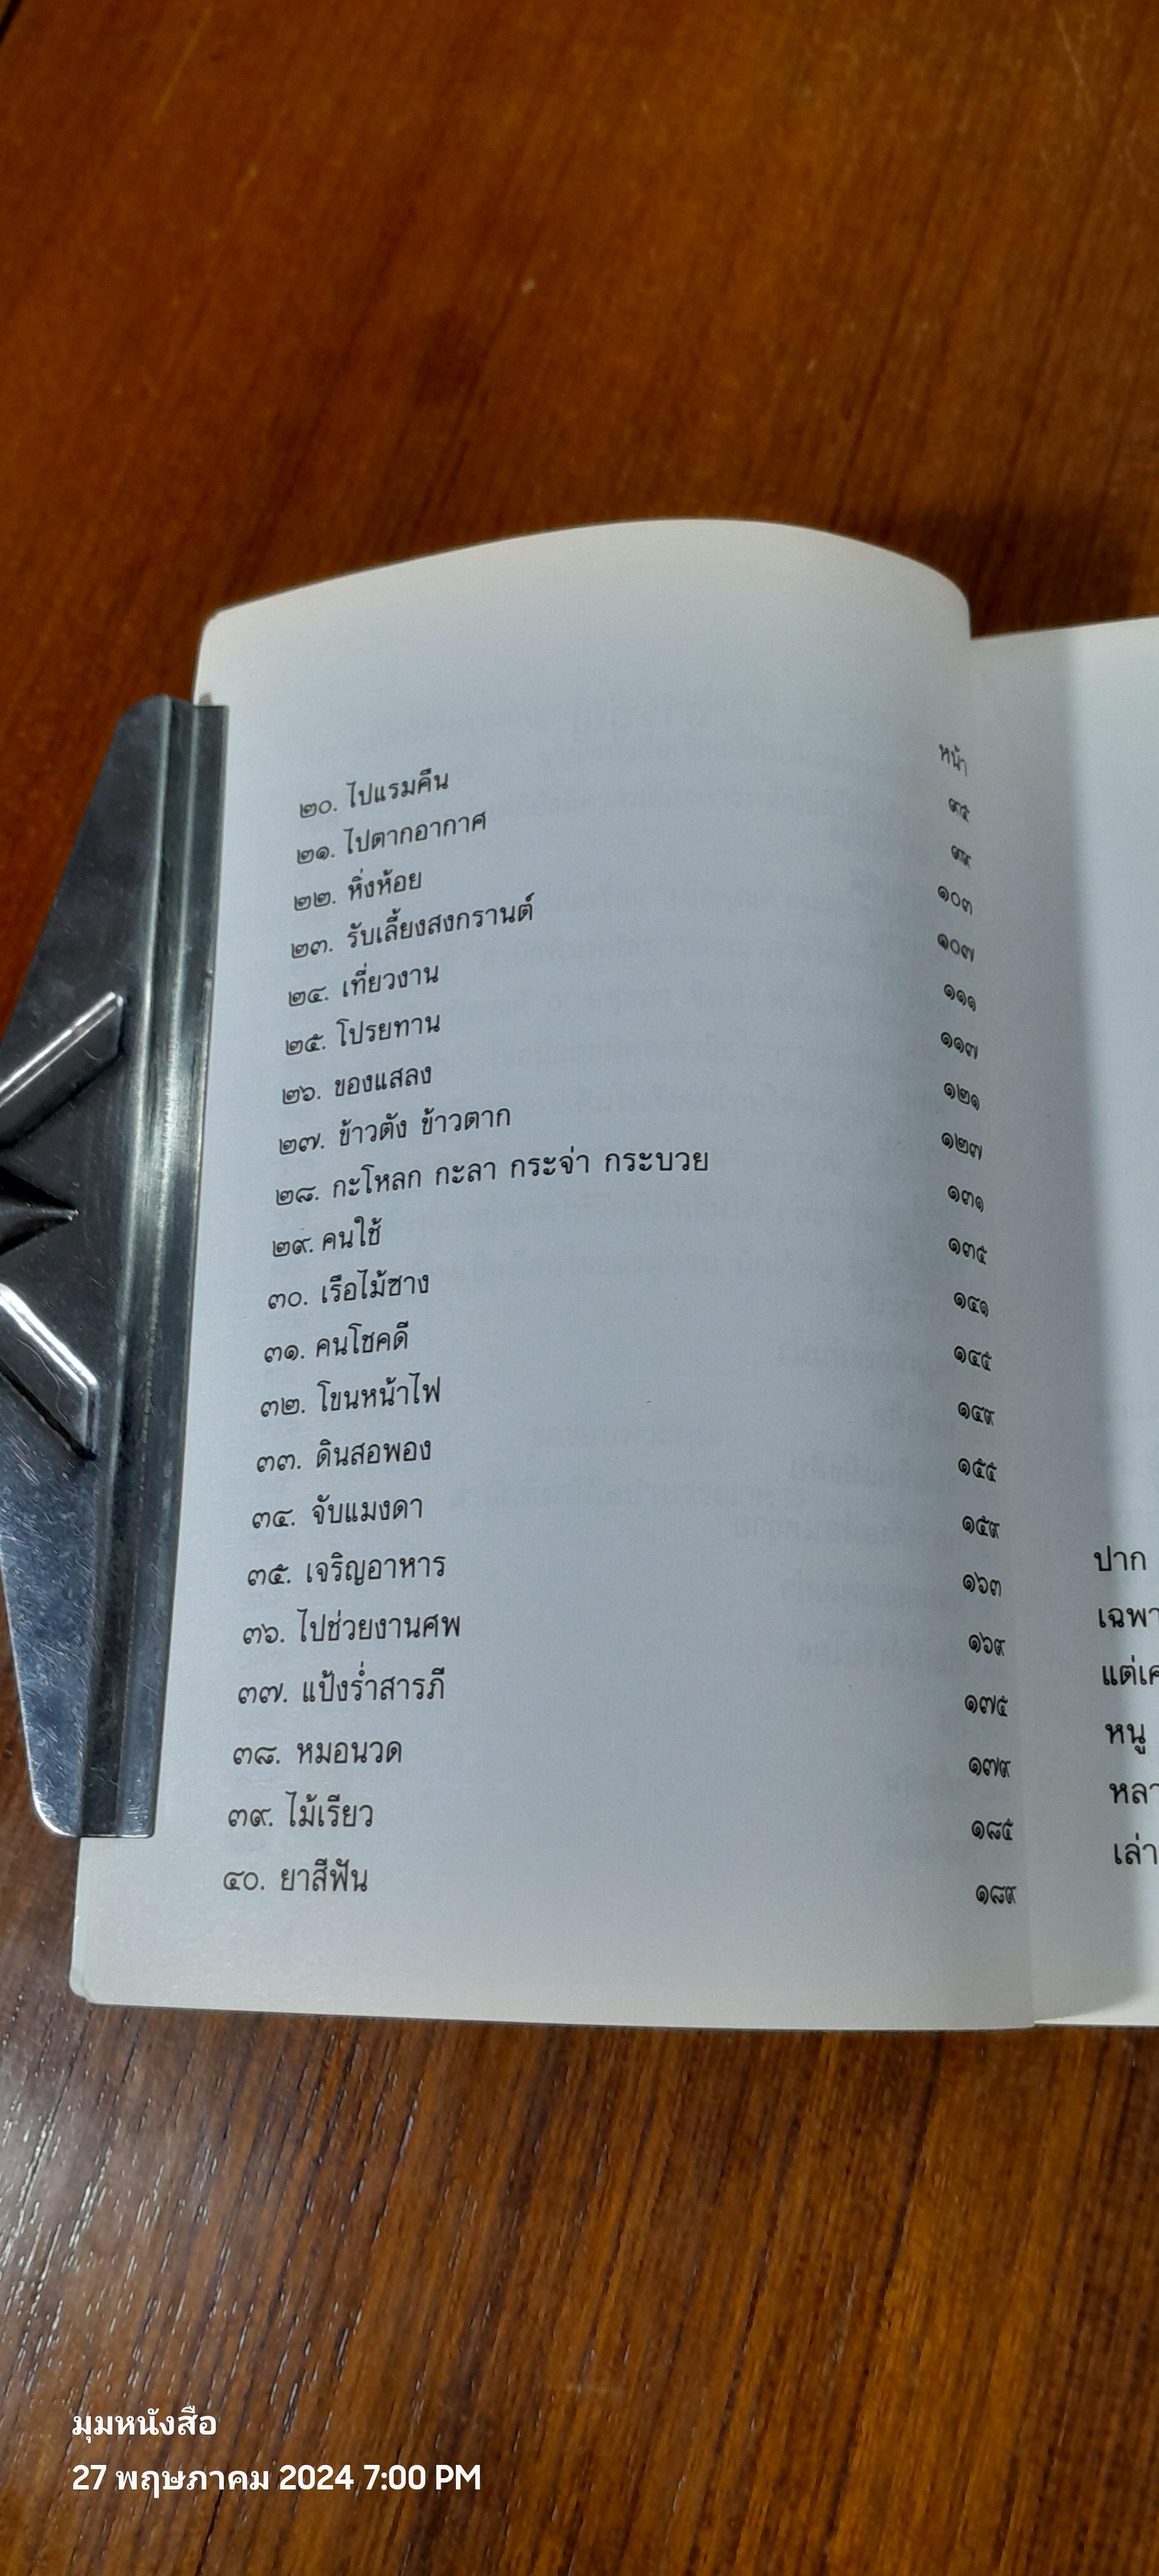 หน้า
๒๐. ไปแรมคืน ๙๕
๒๑. ไปตากอากาศ ๙๙
๒๒. หิ่งห้อย ๑๐๓
๒๓. รับเลี้ยงสงกรานต์ ๑๐๗
๒๔. เที่ยวงาน ๑๑๑
๒๕. โปรยทาน ๑๑๗
๒๖. ของแสลง ๑๒๑
๒๗. ข้าวตัง ข้าวตาก ๑๒๗
๒๘. กะโหลก กะลา กระจ่า กระบวย ๑๓๑
๒๙. คนใช้ ๑๓๕
๓๐. เรือไม้ซาง ๑๔๑
๓๑. คนโชคดี ๑๔๕
๓๒. โขนหน้าไฟ ๑๔๙
๓๓. ดินสอพอง ๑๕๕
๓๔. จับแมงดา ๑๕๙
๓๕. เจริญอาหาร ๑๖๓
๓๖. ไปช่วยงานศพ ๑๖๙
๓๗. แป้งร่ำสารภี ๑๗๕
๓๘. หมอนวด ๑๗๙
๓๙. ไม้เรียว ๑๘๕
๔๐. ยาสีฟัน ๑๘๙
ปาก
เฉพา
แต่เค
หนู
หลา
เล่า
มุมหนังสือ
27 พฤษภาคม 2024 7:00 PM